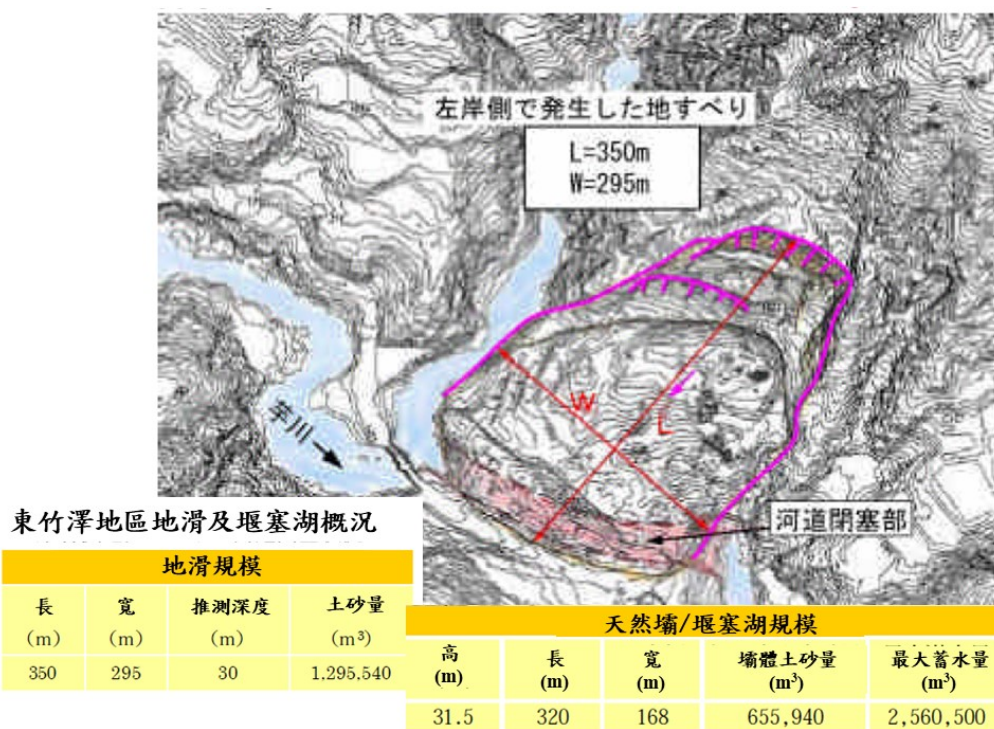 左岸側で発生した地すべり
L=350m
W=295m
W
L
芋川
河道閉塞部
東竹澤地區地滑及堰塞湖概況
地滑規模
長 寬 推測深度 土砂量
(m) (m) (m) (m³)
350 295 30 1,295,540
天然壩/堰塞湖規模
高 長 寬 壩體土砂量 最大蓄水量
(m) (m) (m) (m³) (m³)
31.5 320 168 655,940 2,560,500